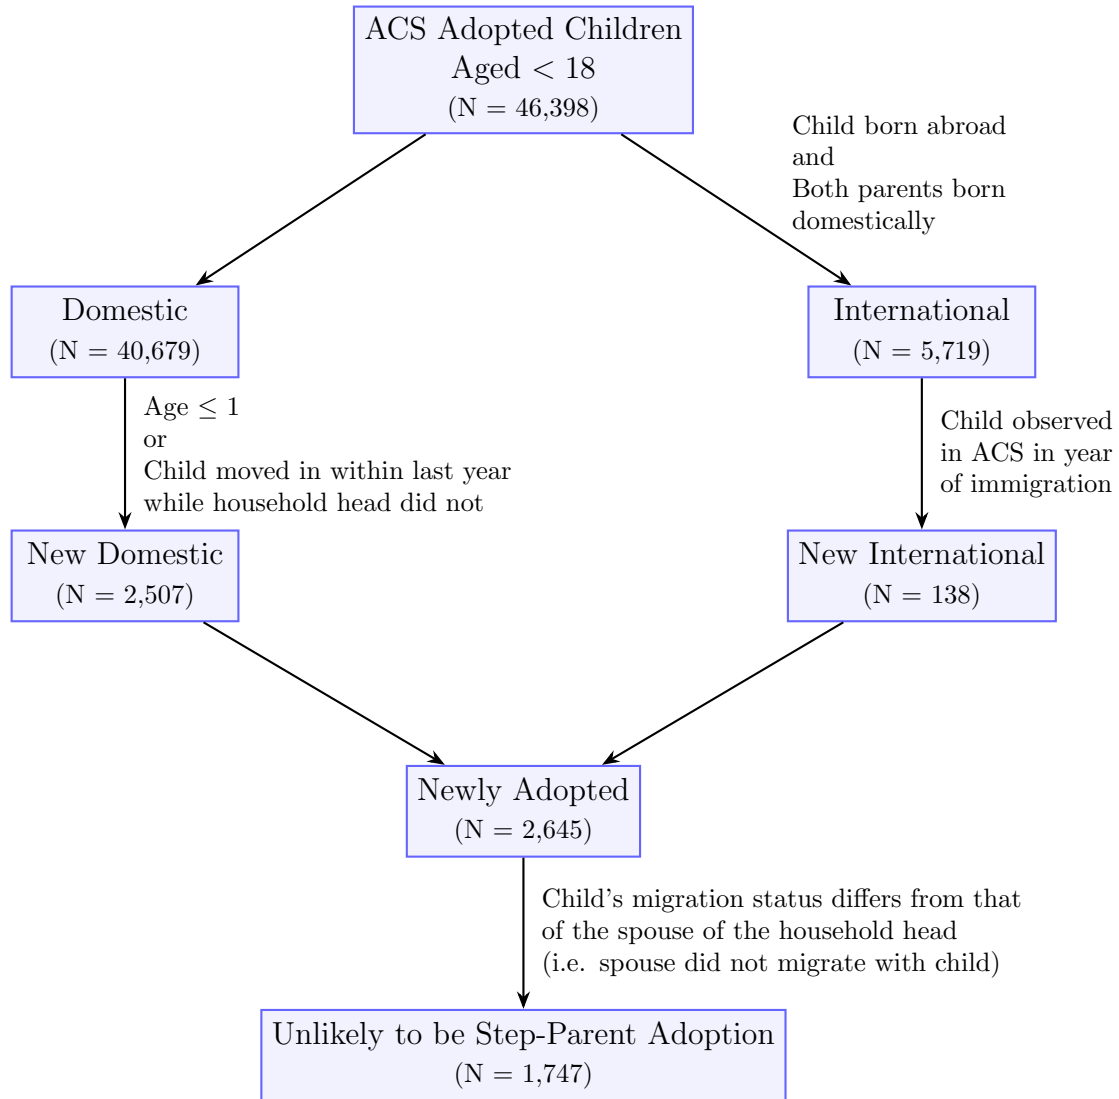 ACS Adopted Children
Aged < 18
(N = 46,398)
Child born abroad
and
Both parents born
domestically
Domestic
(N = 40,679)
International
(N = 5,719)
Age ≤ 1
or
Child moved in within last year
while household head did not
Child observed
in ACS in year
of immigration
New Domestic
(N = 2,507)
New International
(N = 138)
Newly Adopted
(N = 2,645)
Child's migration status differs from that
of the spouse of the household head
(i.e. spouse did not migrate with child)
Unlikely to be Step-Parent Adoption
(N = 1,747)